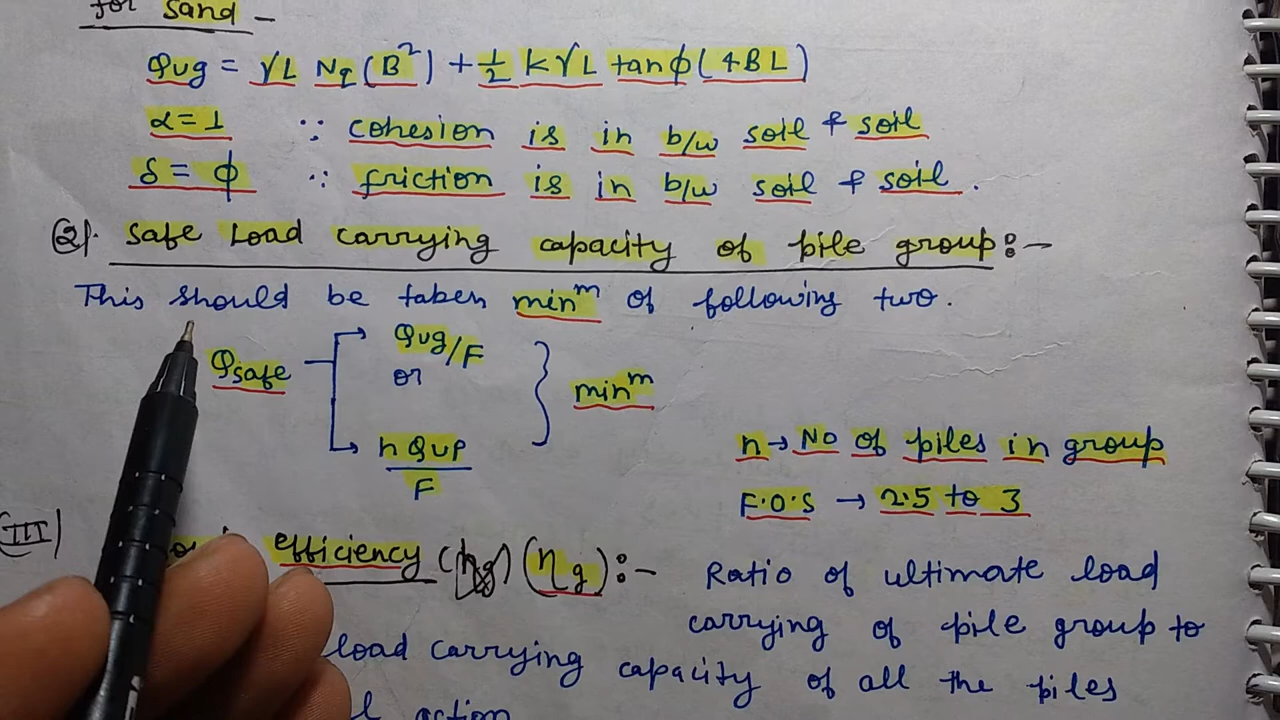 for Sand -
Qug = γL Nq (B²) + 1/2 KγL tanϕ (4BL)
α = 1 ∵ cohesion is in b/w soil & soil
δ = ϕ ∵ friction is in b/w soil & soil.
(2). Safe Load carrying capacity of pile group :-
This should be taken minᵐ of following two.
Qsafe → Qug/F
or
nQup/F
} minᵐ
n → No of piles in group
F.O.S → 2.5 to 3
(III) efficiency (ηg) :-
Ratio of ultimate load
carrying of pile group to
load carrying capacity of all the piles
action